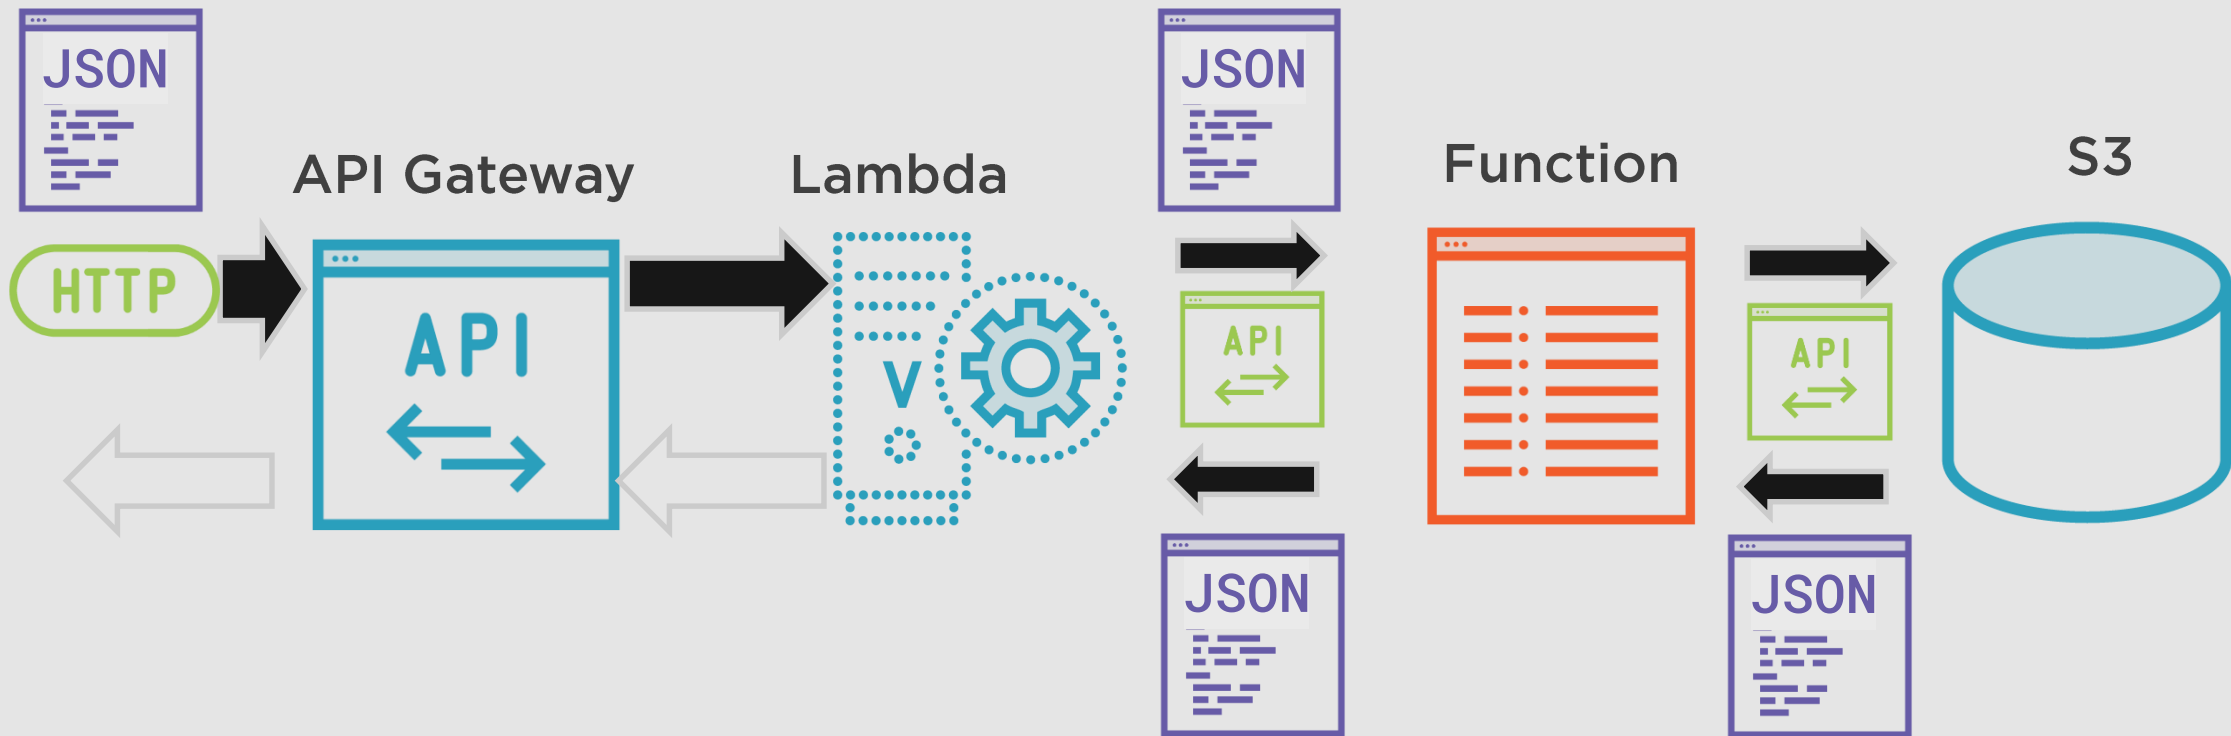 JSON
HTTP
API Gateway
API
Lambda
V
JSON
API
JSON
Function
API
JSON
S3